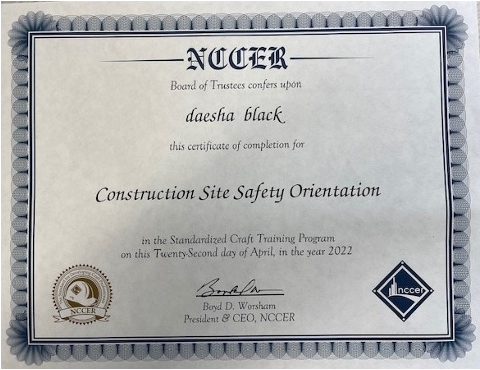 NCCER
Board of Trustees confers upon
daesha black
this certificate of completion for
Construction Site Safety Orientation
in the Standardized Craft Training Program
on this Twenty-Second day of April, in the year 2022
Boyd D. Worsham
President & CEO, NCCER
NCCER
nccer